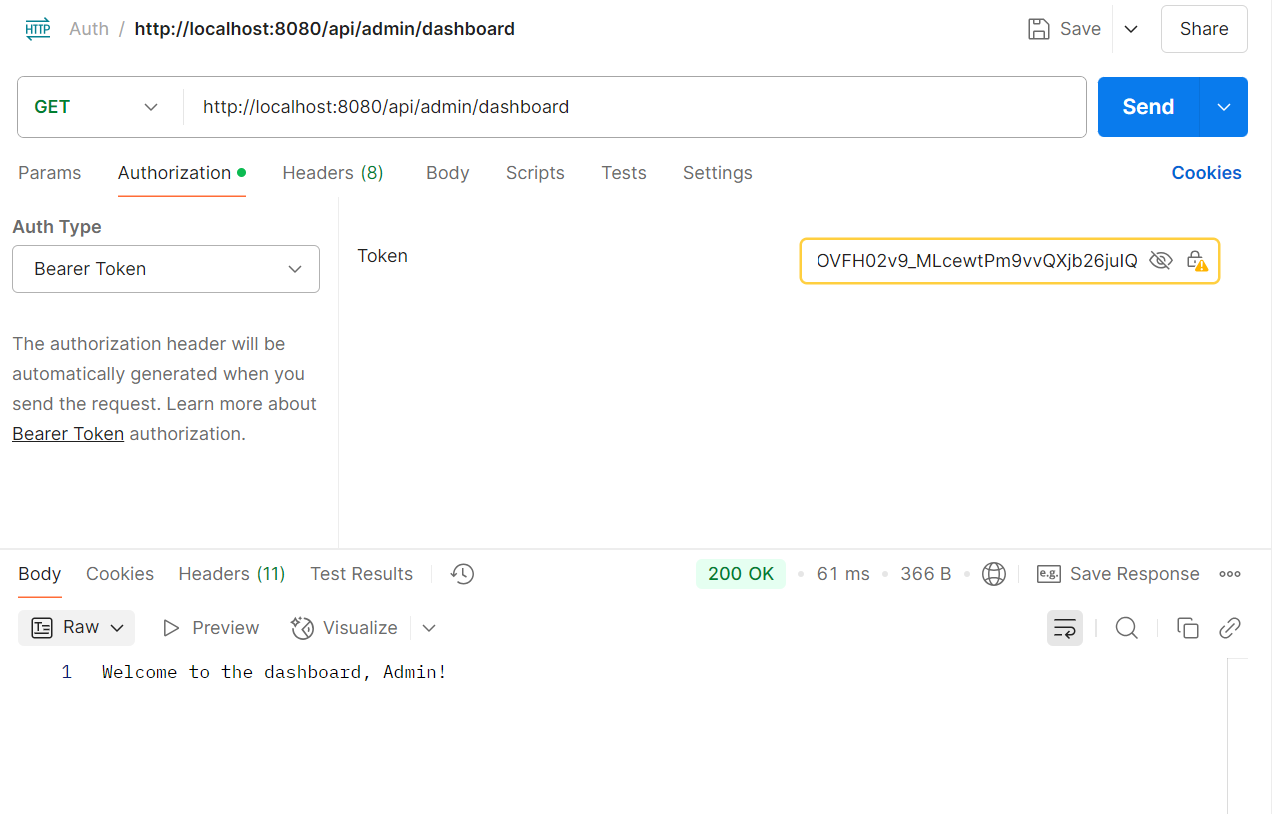 HTTP Auth / http://localhost:8080/api/admin/dashboard Save Share
GET http://localhost:8080/api/admin/dashboard Send
Params Authorization Headers (8) Body Scripts Tests Settings Cookies
Auth Type
Bearer Token
Token OVFH02v9_MLcewtPm9vvQXjb26juIQ
The authorization header will be
automatically generated when you
send the request. Learn more about
Bearer Token authorization.
Body Cookies Headers (11) Test Results 200 OK • 61 ms • 366 B • e.g. Save Response
Raw Preview Visualize
1 Welcome to the dashboard, Admin!